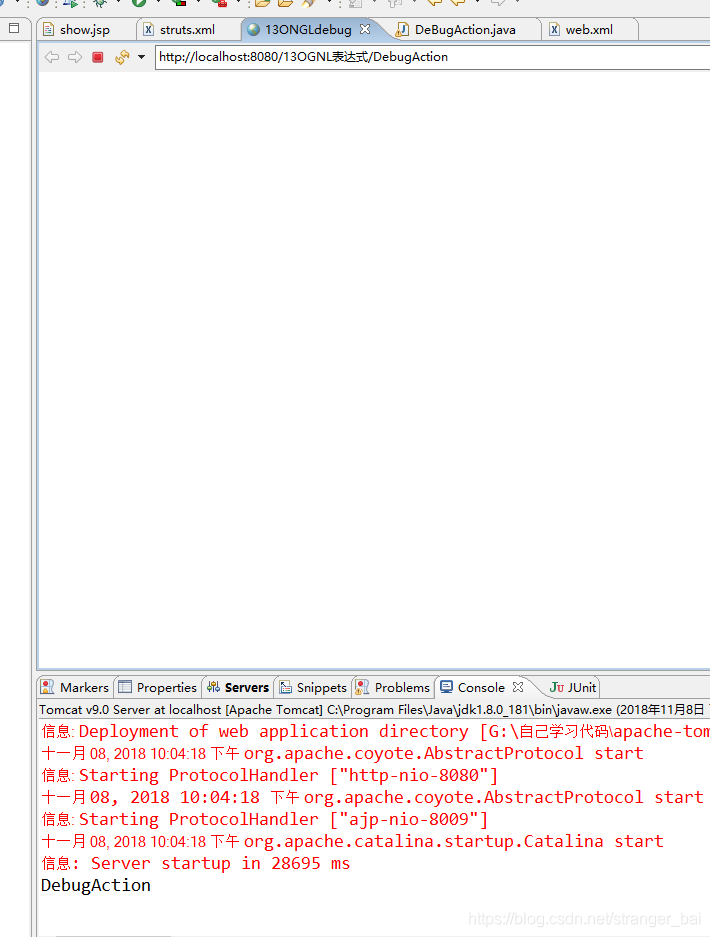 show.jsp struts.xml 13ONGLdebug DeBugAction.java web.xml
http://localhost:8080/13OGNL表达式/DebugAction
Markers Properties Servers Snippets Problems Console JUnit
Tomcat v9.0 Server at localhost [Apache Tomcat] C:\Program Files\Java\jdk1.8.0_181\bin\javaw.exe (2018年11月8日
信息: Deployment of web application directory [G:\自己学习代码\apache-tom
十一月 08, 2018 10:04:18 下午 org.apache.coyote.AbstractProtocol start
信息: Starting ProtocolHandler ["http-nio-8080"]
十一月 08, 2018 10:04:18 下午 org.apache.coyote.AbstractProtocol start
信息: Starting ProtocolHandler ["ajp-nio-8009"]
十一月 08, 2018 10:04:18 下午 org.apache.catalina.startup.Catalina start
信息: Server startup in 28695 ms
DebugAction
https://blog.csdn.net/stranger_bai